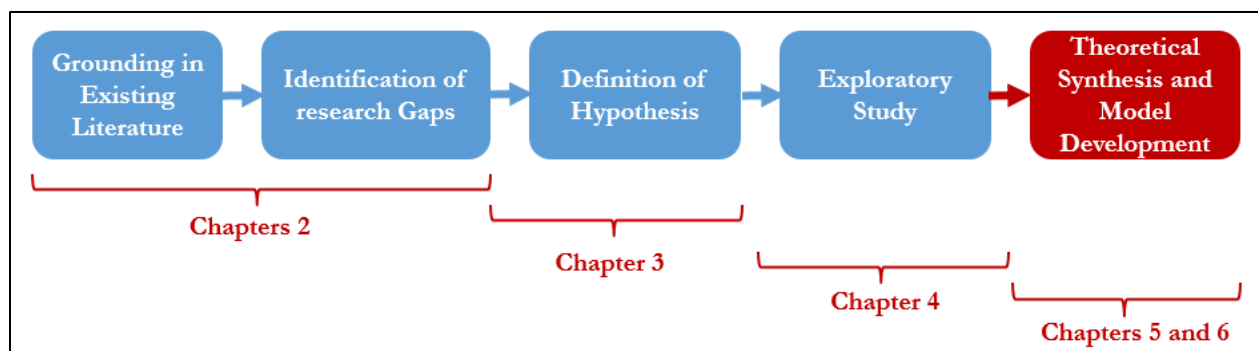 Grounding in
Existing
Literature
Identification of
research Gaps
Definition of
Hypothesis
Exploratory
Study
Theoretical
Synthesis and
Model
Development
Chapters 2
Chapter 3
Chapter 4
Chapters 5 and 6